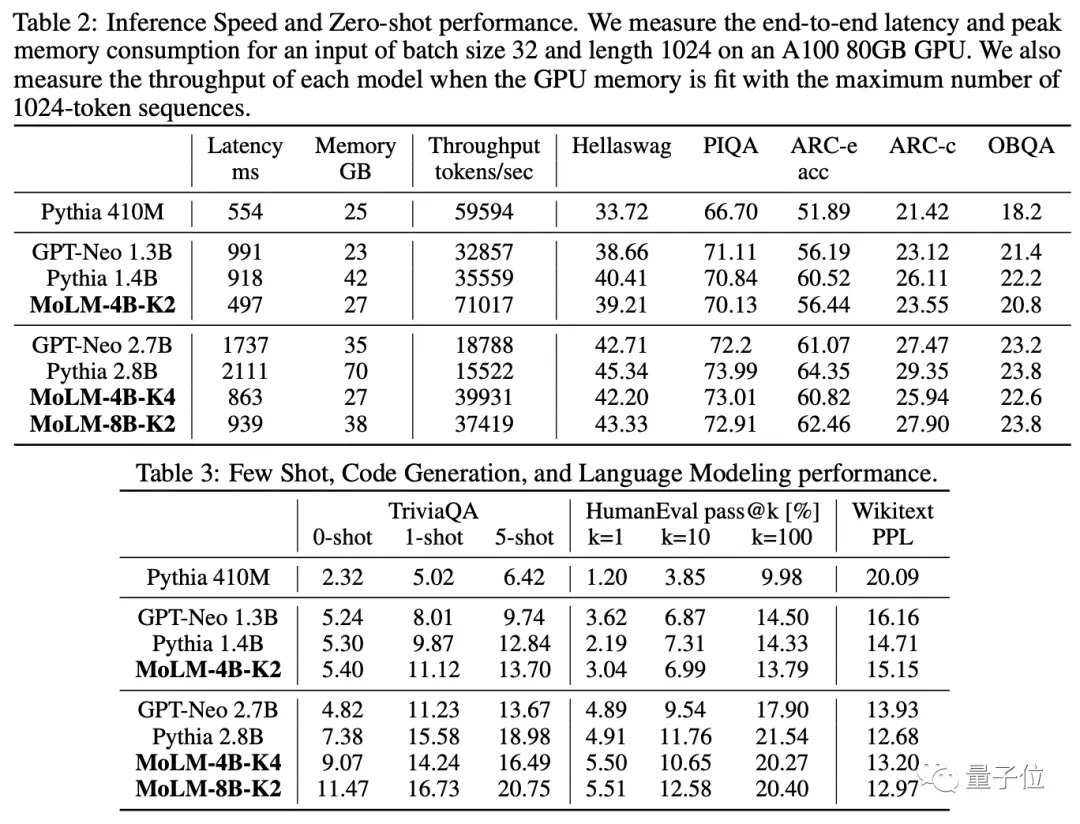 Table 2: Inference Speed and Zero-shot performance. We measure the end-to-end latency and peak
memory consumption for an input of batch size 32 and length 1024 on an A100 80GB GPU. We also
measure the throughput of each model when the GPU memory is fit with the maximum number of
1024-token sequences.
Latency Memory Throughput Hellaswag PIQA ARC-e ARC-c OBQA
ms GB tokens/sec acc
Pythia 410M 554 25 59594 33.72 66.70 51.89 21.42 18.2
GPT-Neo 1.3B 991 23 32857 38.66 71.11 56.19 23.12 21.4
Pythia 1.4B 918 42 35559 40.41 70.84 60.52 26.11 22.2
MoLM-4B-K2 497 27 71017 39.21 70.13 56.44 23.55 20.8
GPT-Neo 2.7B 1737 35 18788 42.71 72.2 61.07 27.47 23.2
Pythia 2.8B 2111 70 15522 45.34 73.99 64.35 29.35 23.8
MoLM-4B-K4 863 27 39931 42.20 73.01 60.82 25.94 22.6
MoLM-8B-K2 939 38 37419 43.33 72.91 62.46 27.90 23.8
Table 3: Few Shot, Code Generation, and Language Modeling performance.
TriviaQA HumanEval pass@k [%] Wikitext
0-shot 1-shot 5-shot k=1 k=10 k=100 PPL
Pythia 410M 2.32 5.02 6.42 1.20 3.85 9.98 20.09
GPT-Neo 1.3B 5.24 8.01 9.74 3.62 6.87 14.50 16.16
Pythia 1.4B 5.30 9.87 12.84 2.19 7.31 14.33 14.71
MoLM-4B-K2 5.40 11.12 13.70 3.04 6.99 13.79 15.15
GPT-Neo 2.7B 4.82 11.23 13.67 4.89 9.54 17.90 13.93
Pythia 2.8B 7.38 15.58 18.98 4.91 11.76 21.54 12.68
MoLM-4B-K4 9.07 14.24 16.49 5.50 10.65 20.27 13.20
MoLM-8B-K2 11.47 16.73 20.75 5.51 12.58 20.40 12.97
量子位